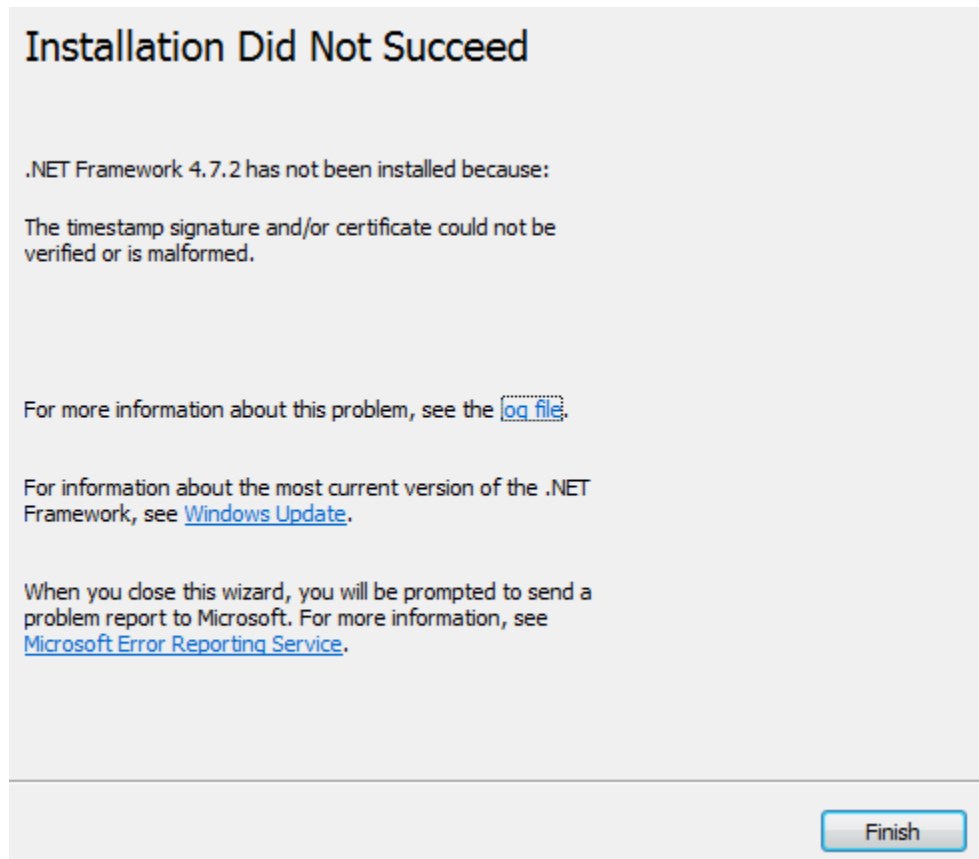 Installation Did Not Succeed
.NET Framework 4.7.2 has not been installed because:
The timestamp signature and/or certificate could not be
verified or is malformed.
For more information about this problem, see the log file.
For information about the most current version of the .NET
Framework, see Windows Update.
When you close this wizard, you will be prompted to send a
problem report to Microsoft. For more information, see
Microsoft Error Reporting Service.
Finish